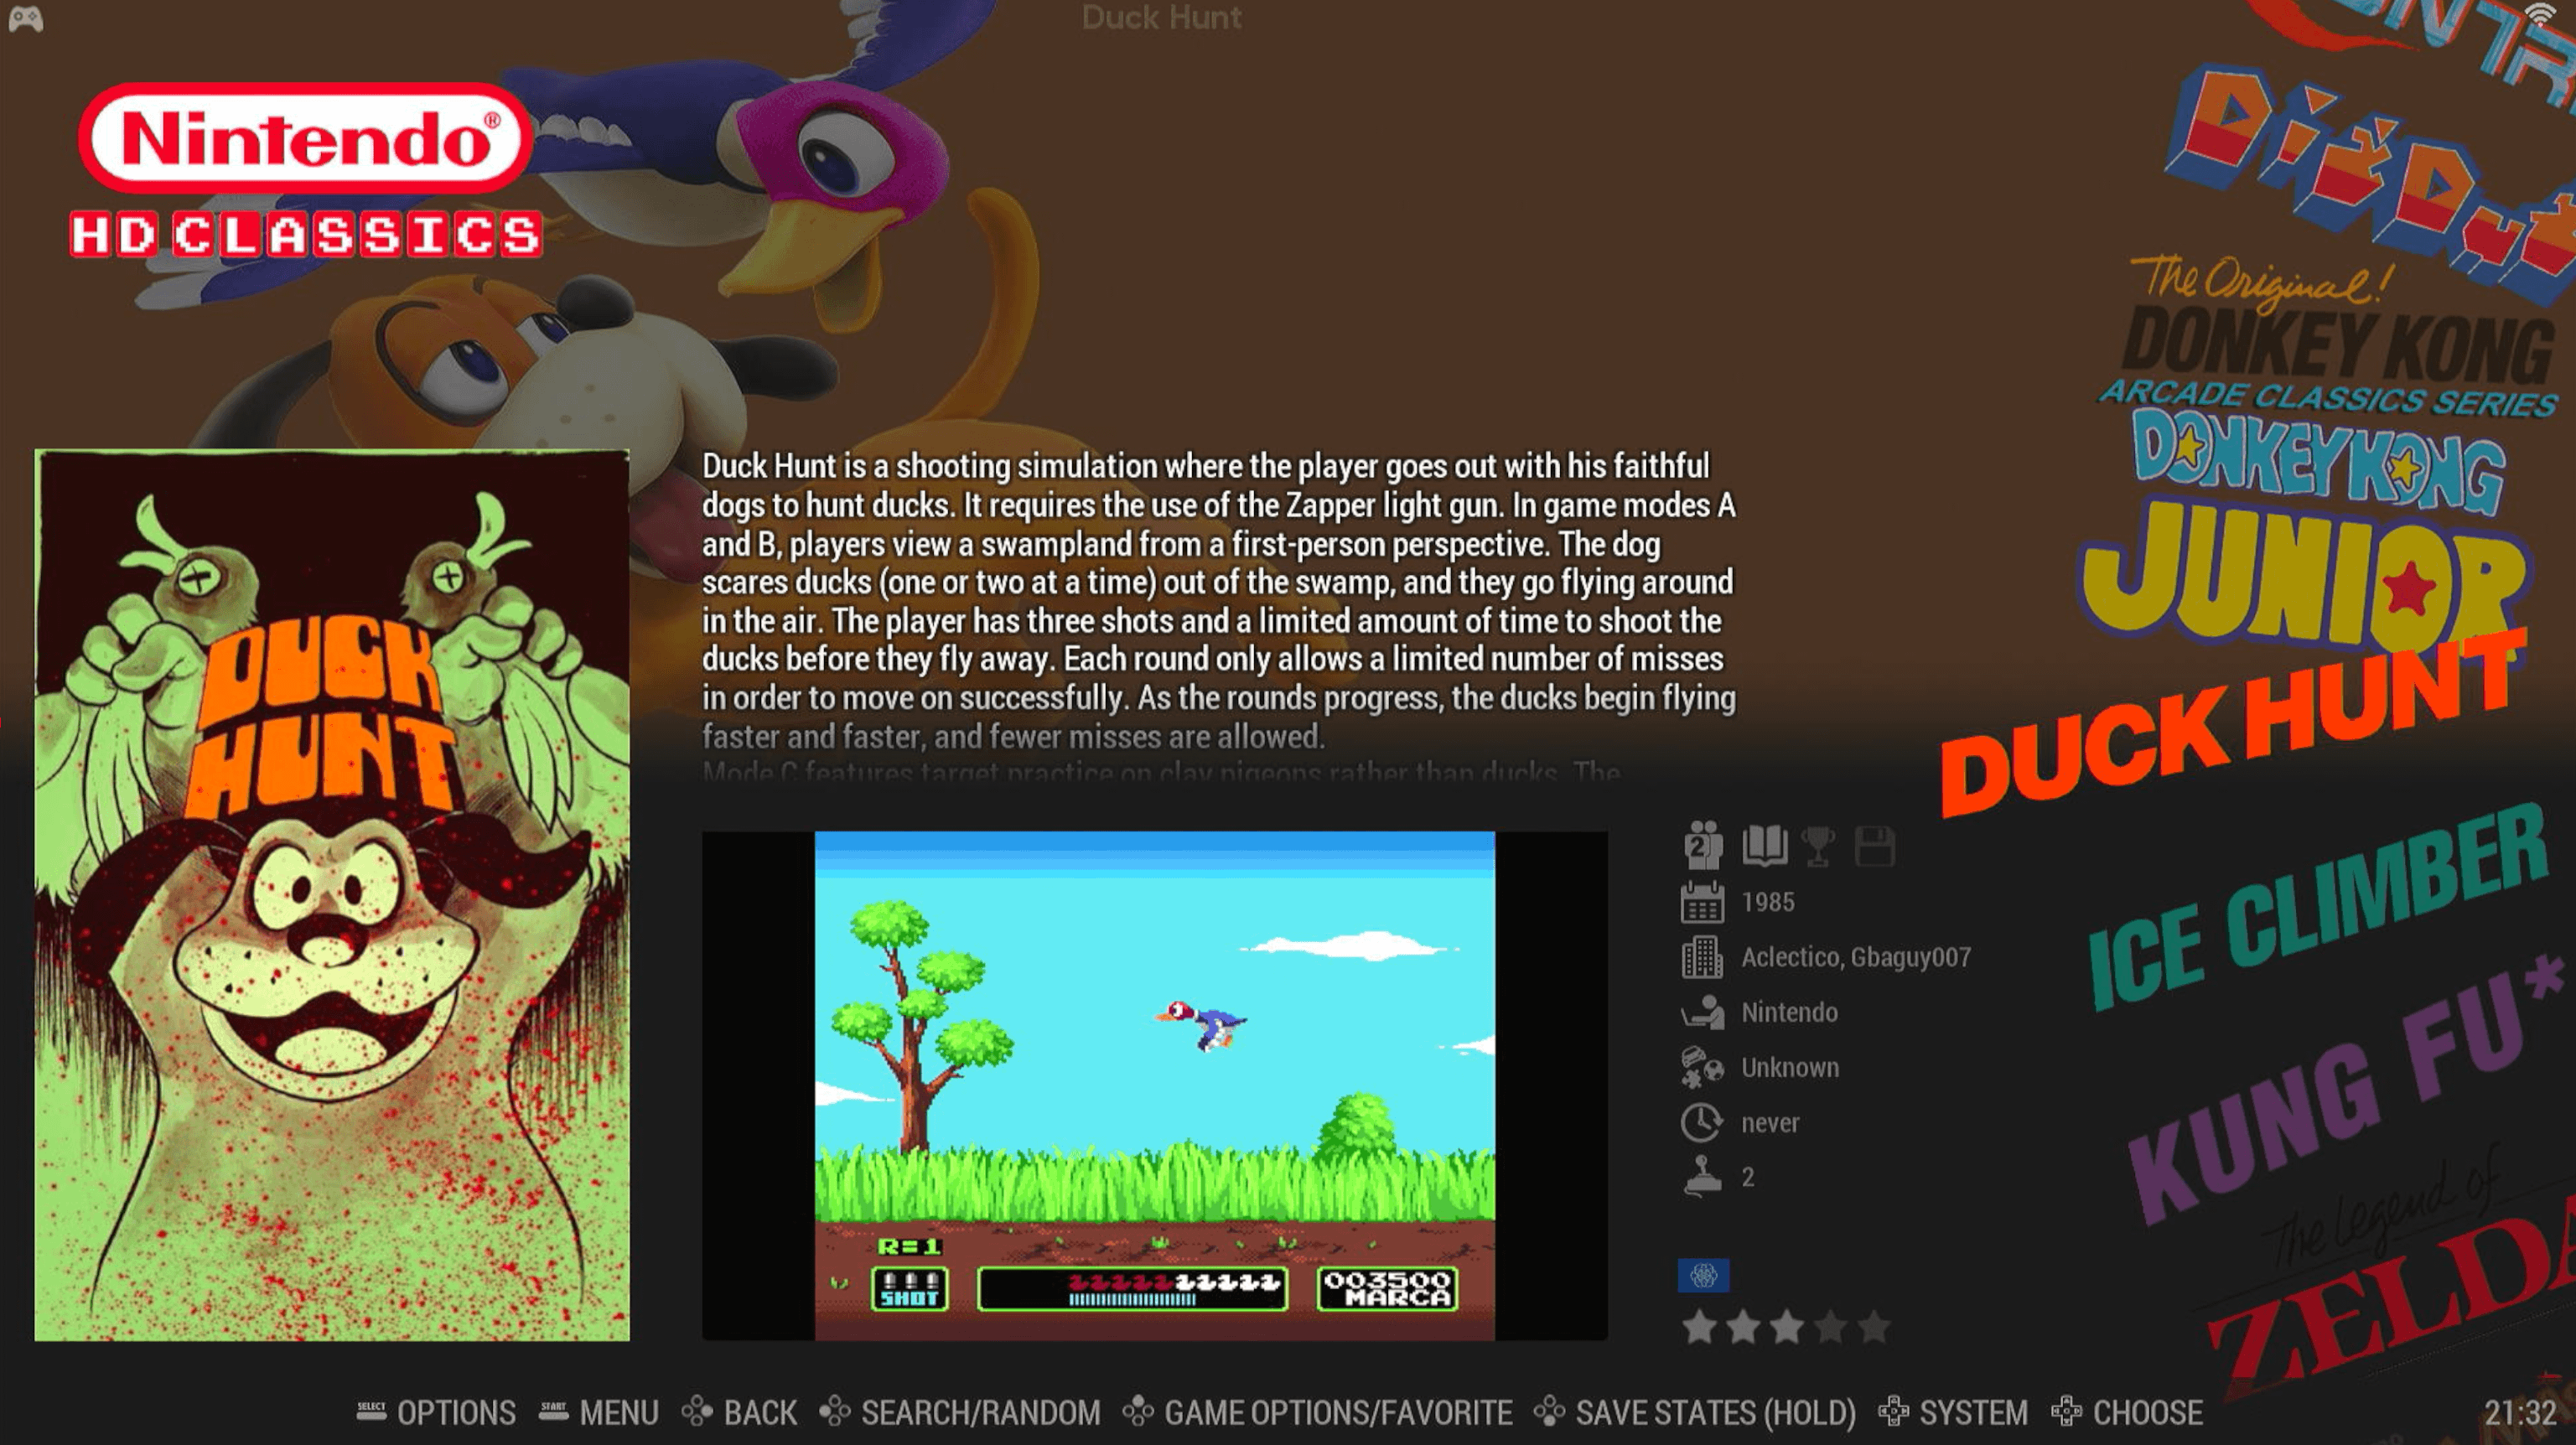 Duck Hunt
Nintendo®
HD CLASSICS
Duck Hunt is a shooting simulation where the player goes out with his faithful
dogs to hunt ducks. It requires the use of the Zapper light gun. In game modes A
and B, players view a swampland from a first-person perspective. The dog
scares ducks (one or two at a time) out of the swamp, and they go flying around
in the air. The player has three shots and a limited amount of time to shoot the
ducks before they fly away. Each round only allows a limited number of misses
in order to move on successfully. As the rounds progress, the ducks begin flying
faster and faster, and fewer misses are allowed.
Mode C features target practice on clay pigeons rather than ducks. The
DUCK
HUNT
R=1
SHOT
003500
MARCA
2
1985
Aclectico, Gbaguy007
Nintendo
Unknown
never
2
The Original!
DONKEY KONG
ARCADE CLASSICS SERIES
DONKEY KONG
JUNIOR
DUCK HUNT
ICE CLIMBER
KUNG FU*
The Legend of
ZELDA
SELECT OPTIONS START MENU BACK SEARCH/RANDOM GAME OPTIONS/FAVORITE SAVE STATES (HOLD) SYSTEM CHOOSE 21:32